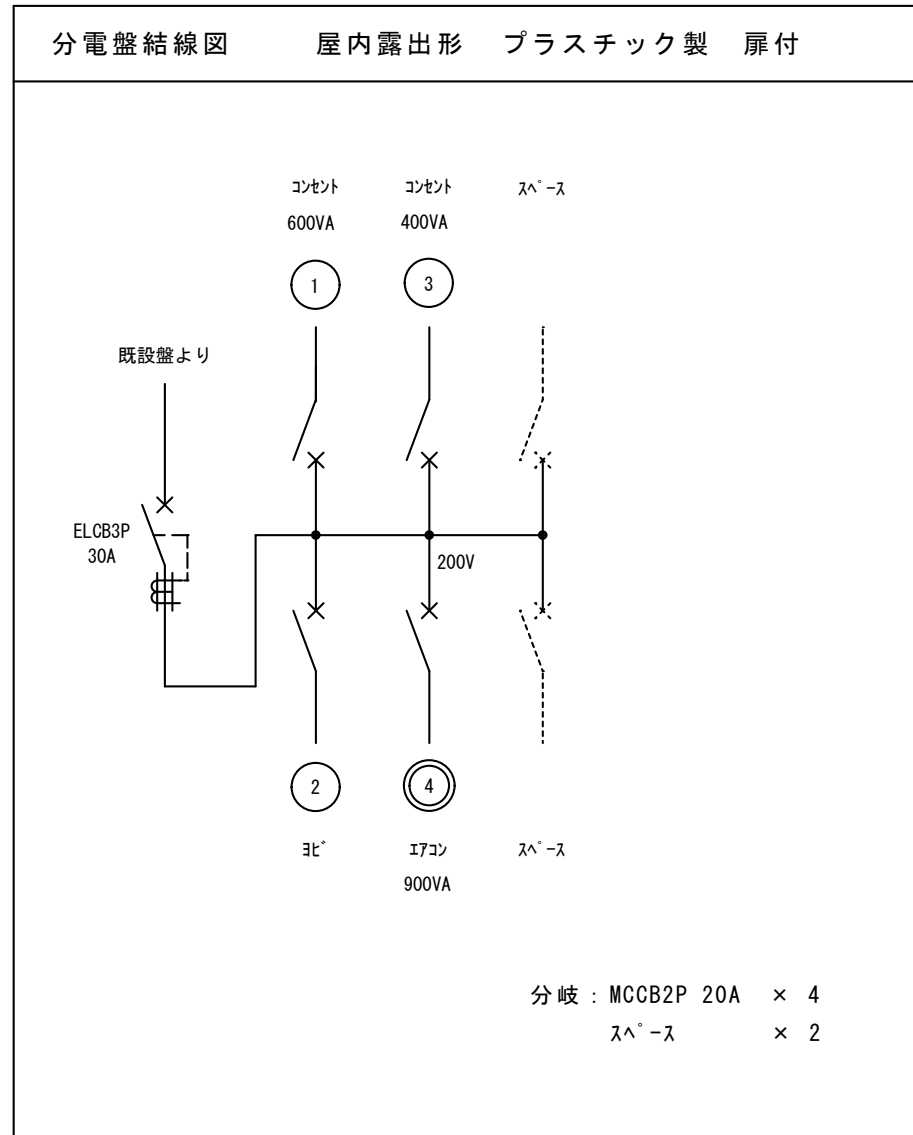 分電盤結線図　屋内露出形　プラスチック製　扉付
ｺﾝｾﾝﾄ
600VA
ｺﾝｾﾝﾄ
400VA
ｽﾍﾟｰｽ
1
3
既設盤より
ELCB3P
30A
200V
2
4
ﾖﾋﾞ
ｴｱｺﾝ
900VA
ｽﾍﾟｰｽ
分岐：MCCB2P 20A × 4
ｽﾍﾟｰｽ × 2